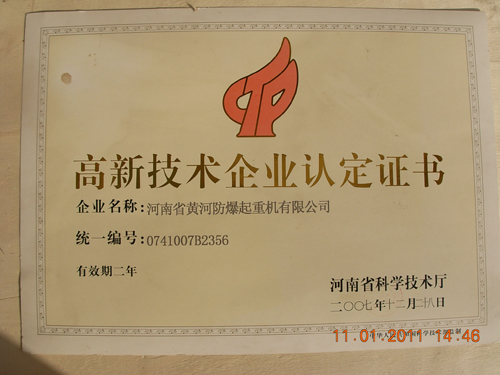 高新技术企业认定证书
企业名称:河南省黄河防爆起重机有限公司
统一编号:0741007B2356
有效期二年
河南省科学技术厅
二〇〇七年十二月二十八日
11.01.2011 14:46